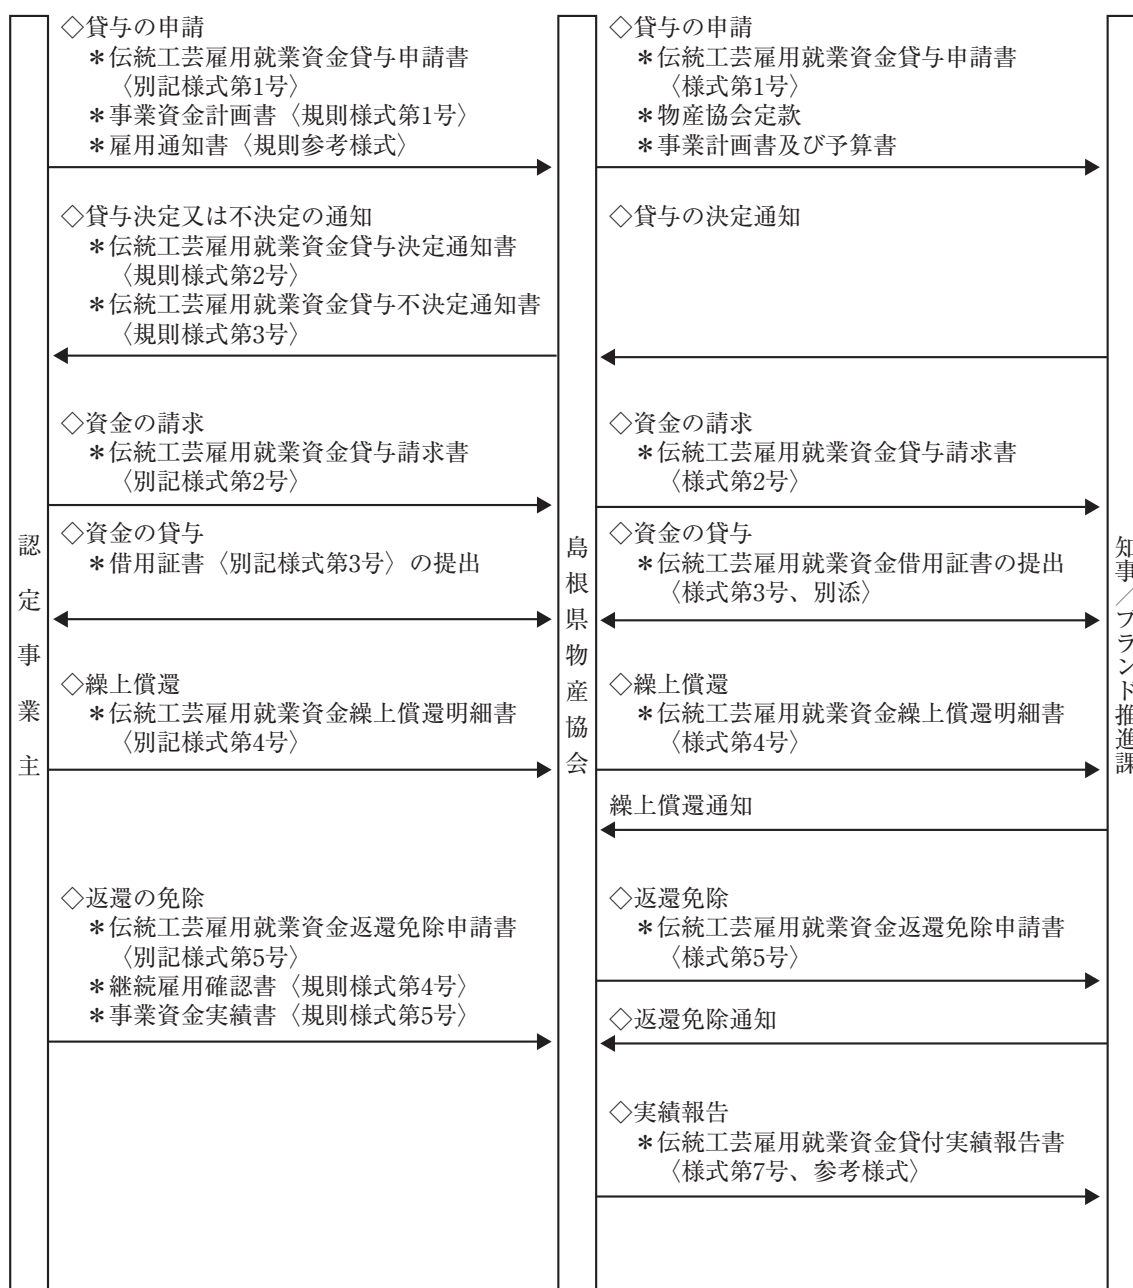 ◇貸与の申請
＊伝統工芸雇用就業資金貸与申請書
〈別記様式第1号〉
＊事業資金計画書〈規則様式第1号〉
＊雇用通知書〈規則参考様式〉
◇貸与決定又は不決定の通知
＊伝統工芸雇用就業資金貸与決定通知書
〈規則様式第2号〉
＊伝統工芸雇用就業資金貸与不決定通知書
〈規則様式第3号〉
◇資金の請求
＊伝統工芸雇用就業資金貸与請求書
〈別記様式第2号〉
◇資金の貸与
＊借用証書〈別記様式第3号〉の提出
◇繰上償還
＊伝統工芸雇用就業資金繰上償還明細書
〈別記様式第4号〉
◇返還の免除
＊伝統工芸雇用就業資金返還免除申請書
〈別記様式第5号〉
＊継続雇用確認書〈規則様式第4号〉
＊事業資金実績書〈規則様式第5号〉
◇貸与の申請
＊伝統工芸雇用就業資金貸与申請書
〈様式第1号〉
＊物産協会定款
＊事業計画書及び予算書
◇貸与の決定通知
◇資金の請求
＊伝統工芸雇用就業資金貸与請求書
〈様式第2号〉
◇資金の貸与
＊伝統工芸雇用就業資金借用証書の提出
〈様式第3号、別添〉
◇繰上償還
＊伝統工芸雇用就業資金繰上償還明細書
〈様式第4号〉
繰上償還通知
◇返還免除
＊伝統工芸雇用就業資金返還免除申請書
〈様式第5号〉
◇返還免除通知
◇実績報告
＊伝統工芸雇用就業資金貸付実績報告書
〈様式第7号、参考様式〉
認定事業主
島根県物産協会
知事／ブランド推進課